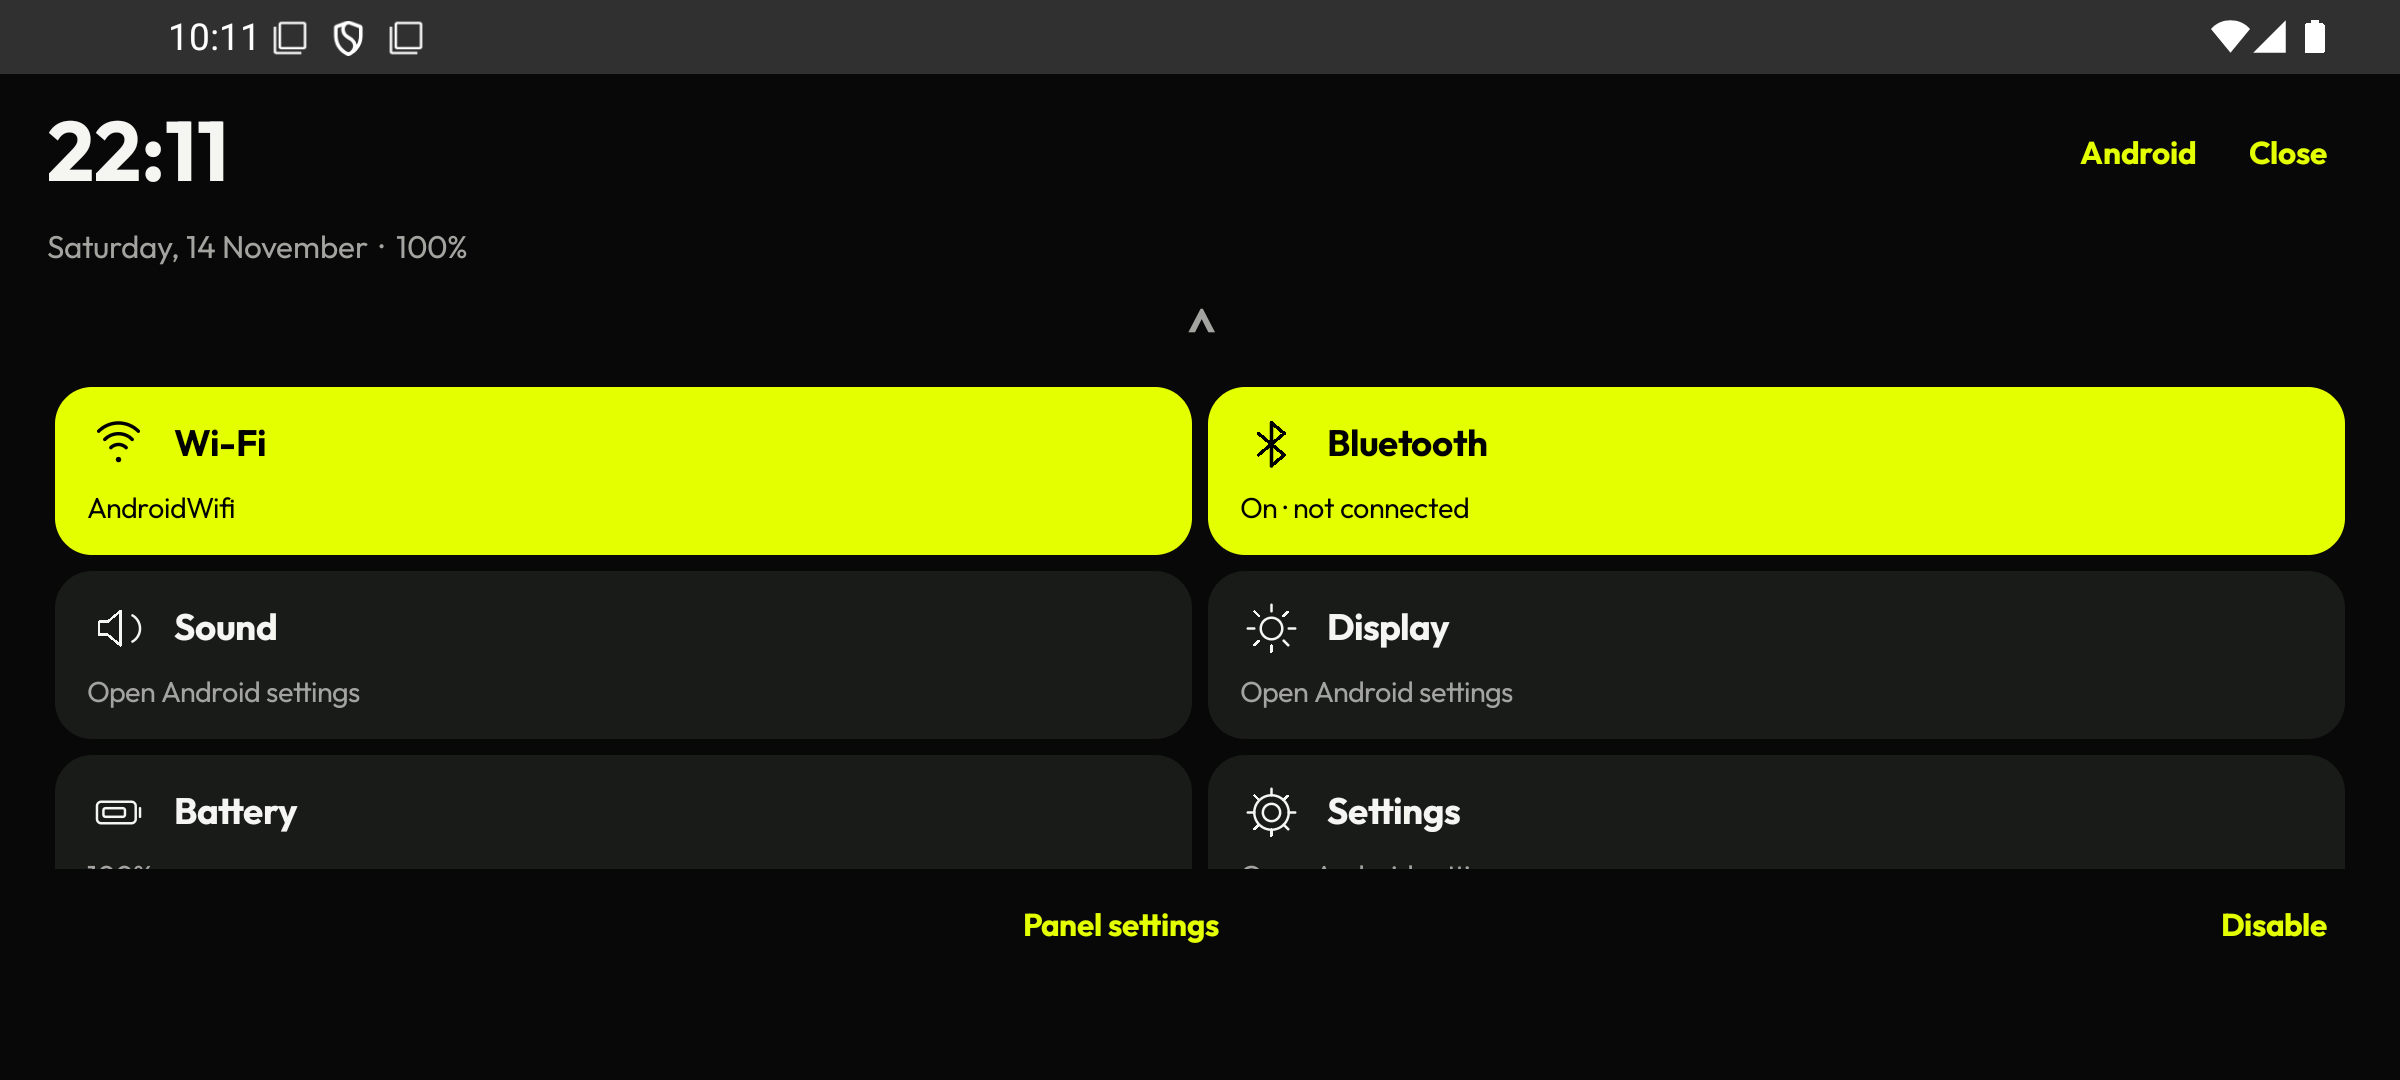 10:11
22:11
Android Close
Saturday, 14 November · 100%
Wi-Fi
AndroidWifi
Bluetooth
On · not connected
Sound
Open Android settings
Display
Open Android settings
Battery
Settings
Panel settings
Disable